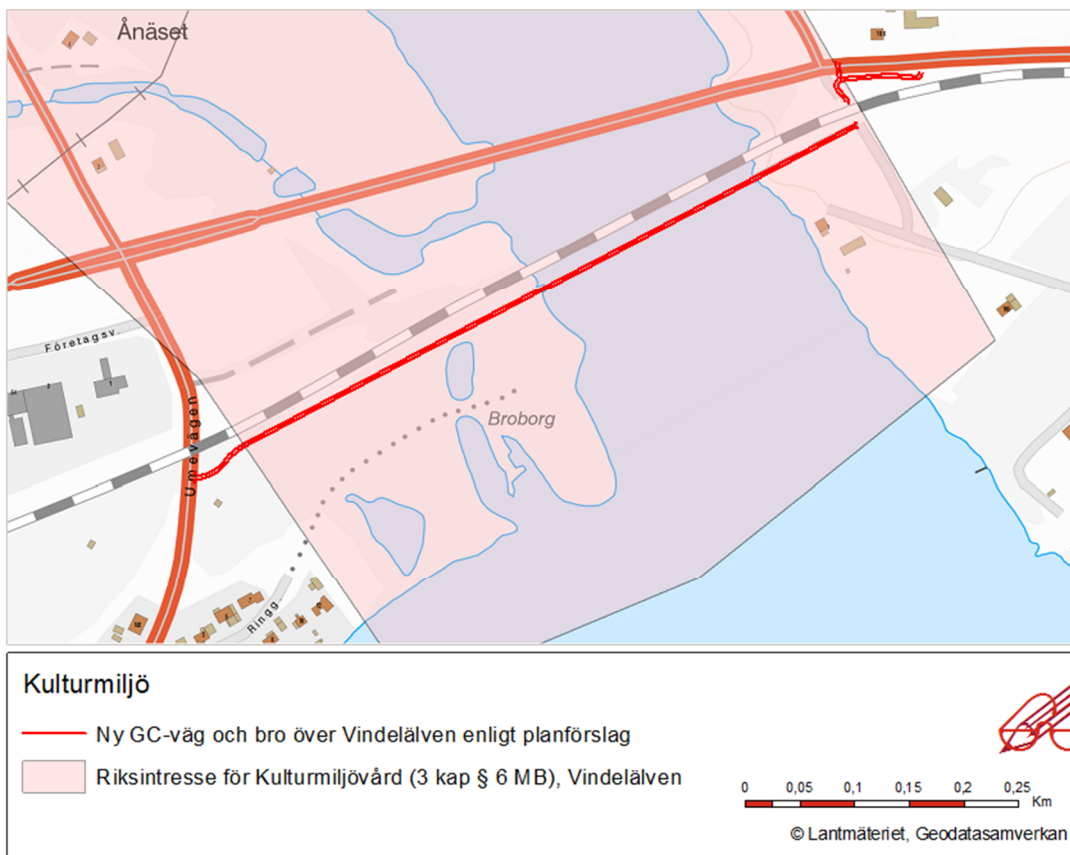 Ånäset
Företagsv.
Umevägen
Broborg
Ringg.
Kulturmiljö
Ny GC-väg och bro över Vindelälven enligt planförslag
Riksintresse för Kulturmiljövård (3 kap § 6 MB), Vindelälven
0 0,05 0,1 0,15 0,2 0,25
Km
© Lantmäteriet, Geodatasamverkan